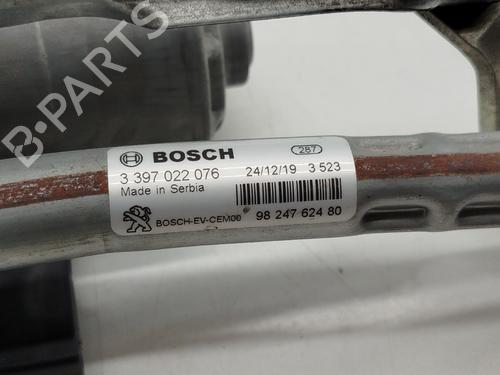 B-PARTS
BOSCH
287
3 397 022 076
24/12/19 3 523
Made in Serbia
BOSCH-EV-CEM00
98 247 624 80